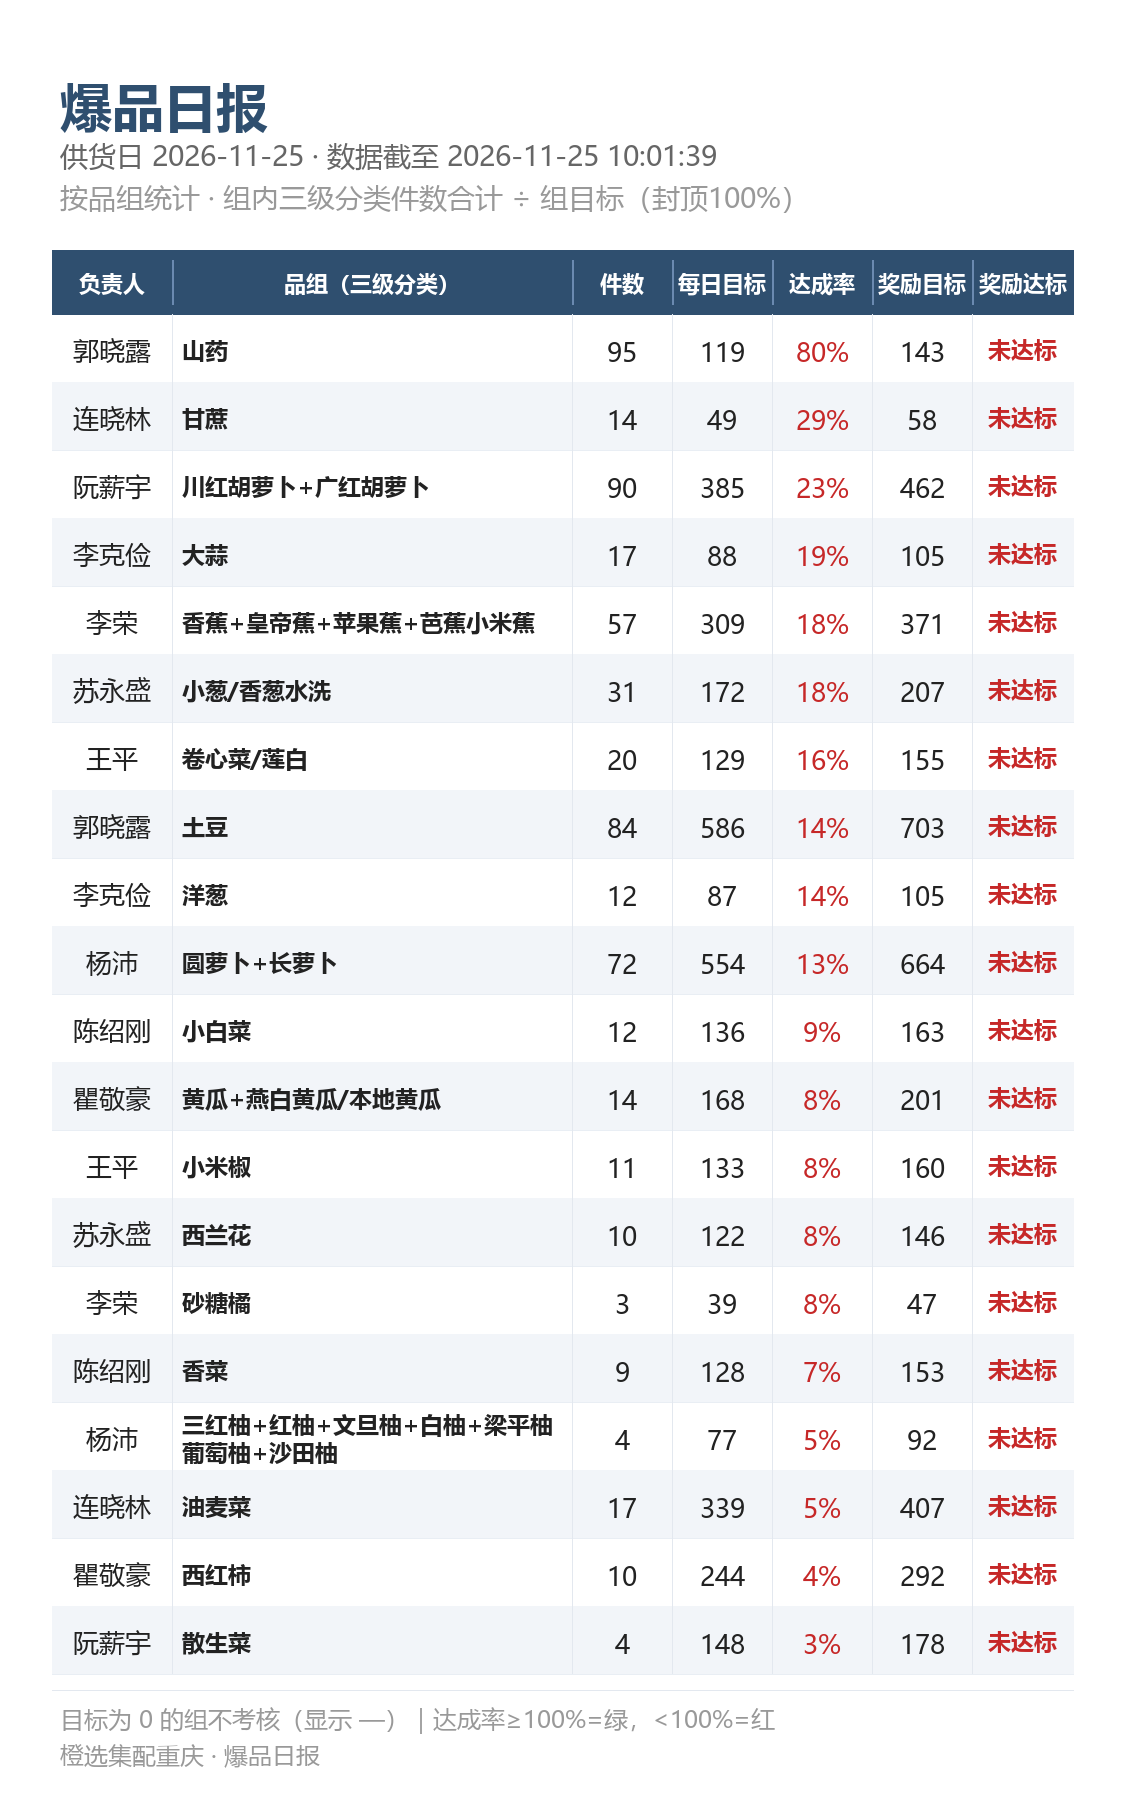 爆品日报
供货日 2026-11-25 · 数据截至 2026-11-25 10:01:39
按品组统计 · 组内三级分类件数合计 ÷ 组目标（封顶100%）
负责人 品组（三级分类） 件数 每日目标 达成率 奖励目标 奖励达标
郭晓露 山药 95 119 80% 143 未达标
连晓林 甘蔗 14 49 29% 58 未达标
阮薪宇 川红胡萝卜+广红胡萝卜 90 385 23% 462 未达标
李克俭 大蒜 17 88 19% 105 未达标
李荣 香蕉+皇帝蕉+苹果蕉+芭蕉小米蕉 57 309 18% 371 未达标
苏永盛 小葱/香葱水洗 31 172 18% 207 未达标
王平 卷心菜/莲白 20 129 16% 155 未达标
郭晓露 土豆 84 586 14% 703 未达标
李克俭 洋葱 12 87 14% 105 未达标
杨沛 圆萝卜+长萝卜 72 554 13% 664 未达标
陈绍刚 小白菜 12 136 9% 163 未达标
瞿敬豪 黄瓜+燕白黄瓜/本地黄瓜 14 168 8% 201 未达标
王平 小米椒 11 133 8% 160 未达标
苏永盛 西兰花 10 122 8% 146 未达标
李荣 砂糖橘 3 39 8% 47 未达标
陈绍刚 香菜 9 128 7% 153 未达标
杨沛 三红柚+红柚+文旦柚+白柚+梁平柚 4 77 5% 92 未达标
葡萄柚+沙田柚
连晓林 油麦菜 17 339 5% 407 未达标
瞿敬豪 西红柿 10 244 4% 292 未达标
阮薪宇 散生菜 4 148 3% 178 未达标
目标为 0 的组不考核（显示 —）｜达成率≥100%=绿，<100%=红
橙选集配重庆 · 爆品日报